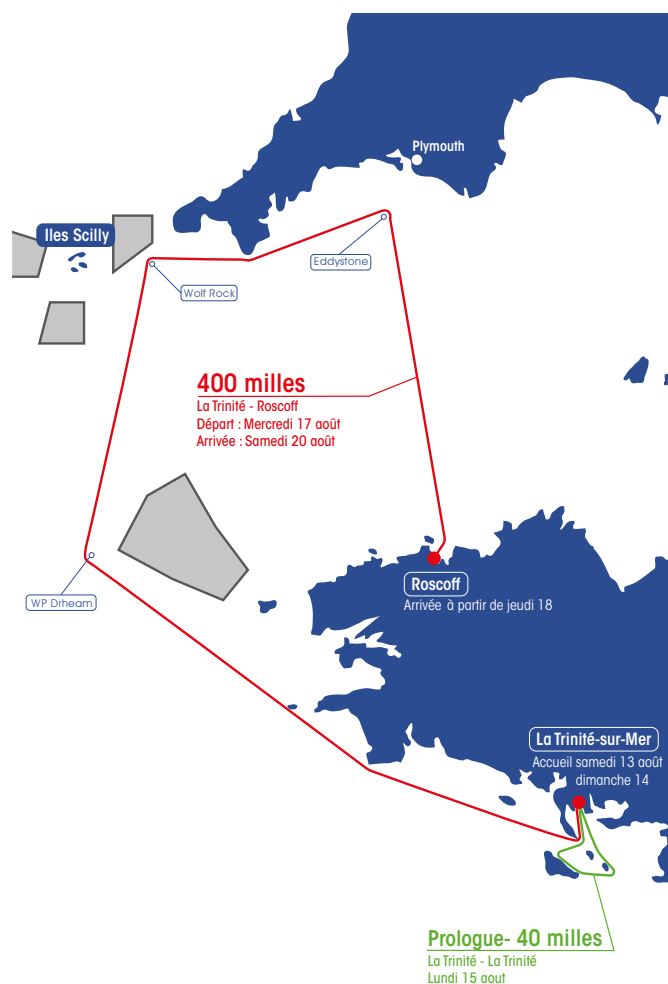 Plymouth
Iles Scilly
Eddystone
Wolf Rock
400 milles
La Trinité - Roscoff
Départ : Mercredi 17 août
Arrivée : Samedi 20 août
Roscoff
Arrivée à partir de jeudi 18
WP Drheam
La Trinité-sur-Mer
Accueil samedi 13 août
dimanche 14
Prologue- 40 milles
La Trinité - La Trinité
Lundi 15 aout